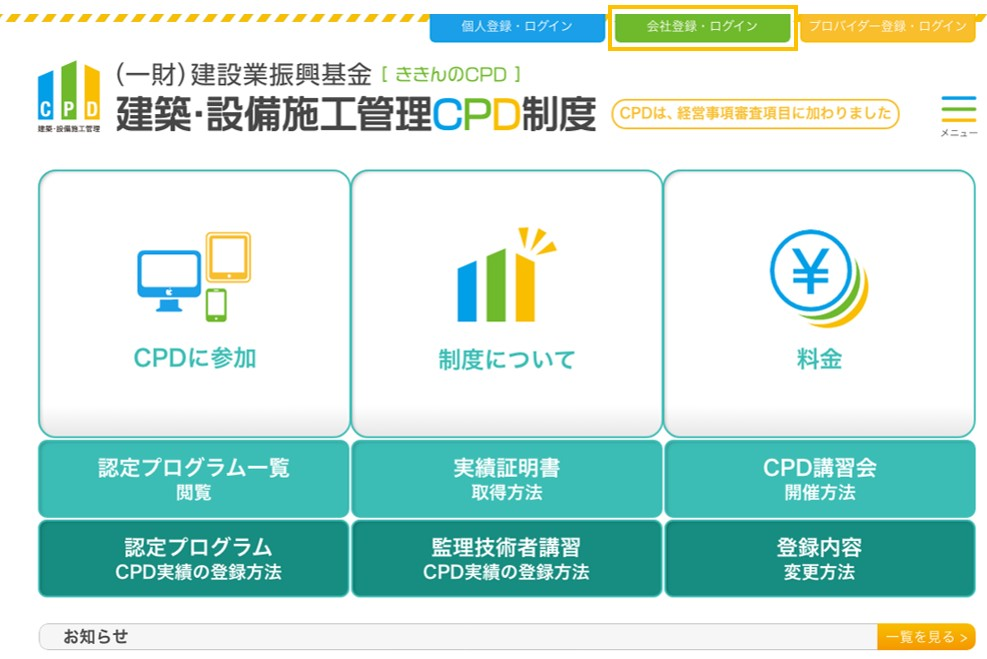 個人登録・ログイン
会社登録・ログイン
プロバイダー登録・ログイン
(一財)建設業振興基金 [ ききんのCPD ]
CPD
建築・設備施工管理
建築・設備施工管理CPD制度
CPDは、経営事項審査項目に加わりました
メニュー
CPDに参加
制度について
¥
料金
認定プログラム一覧
閲覧
実績証明書
取得方法
CPD講習会
開催方法
認定プログラム
CPD実績の登録方法
監理技術者講習
CPD実績の登録方法
登録内容
変更方法
お知らせ
一覧を見る >